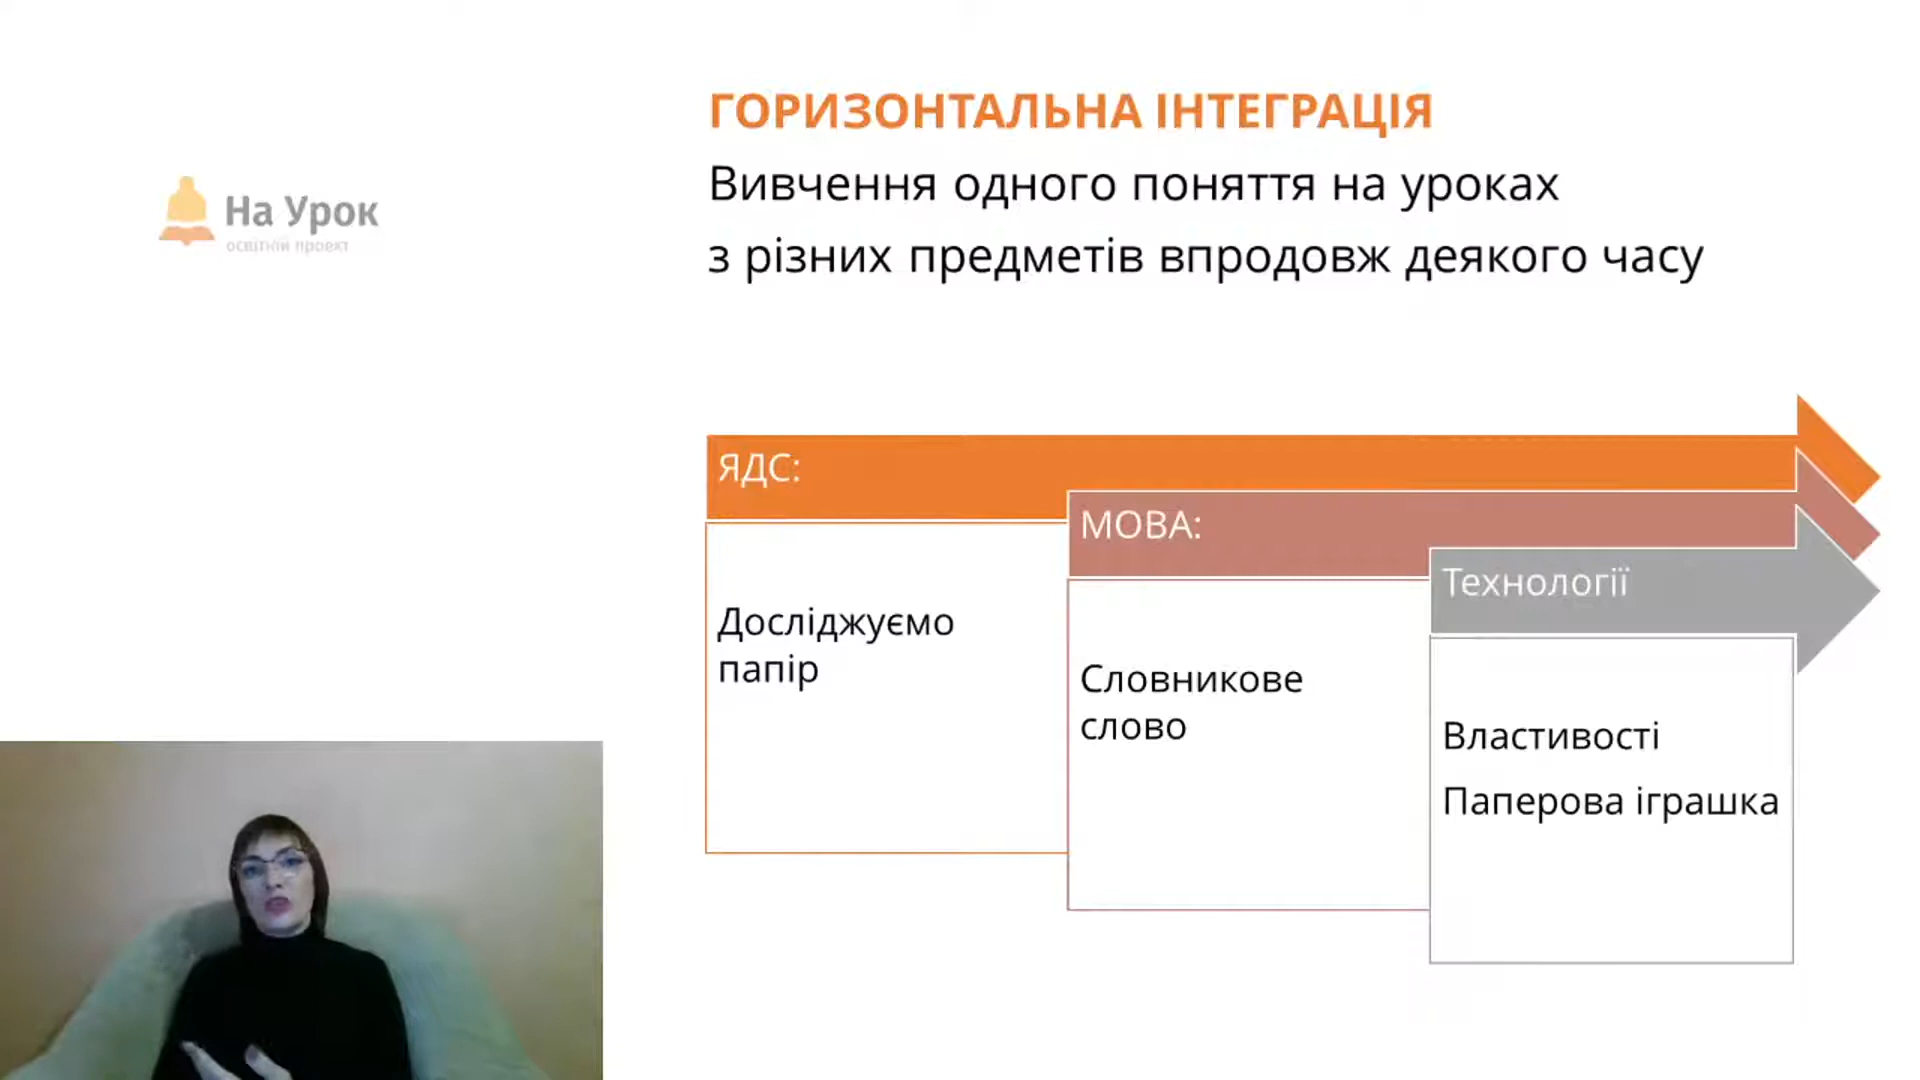 ГОРИЗОНТАЛЬНА ІНТЕГРАЦІЯ
Вивчення одного поняття на уроках
з різних предметів впродовж деякого часу
На Урок
освітній проект
ЯДС:
Досліджуємо
папір
МОВА:
Словникове
слово
Технології
Властивості
Паперова іграшка